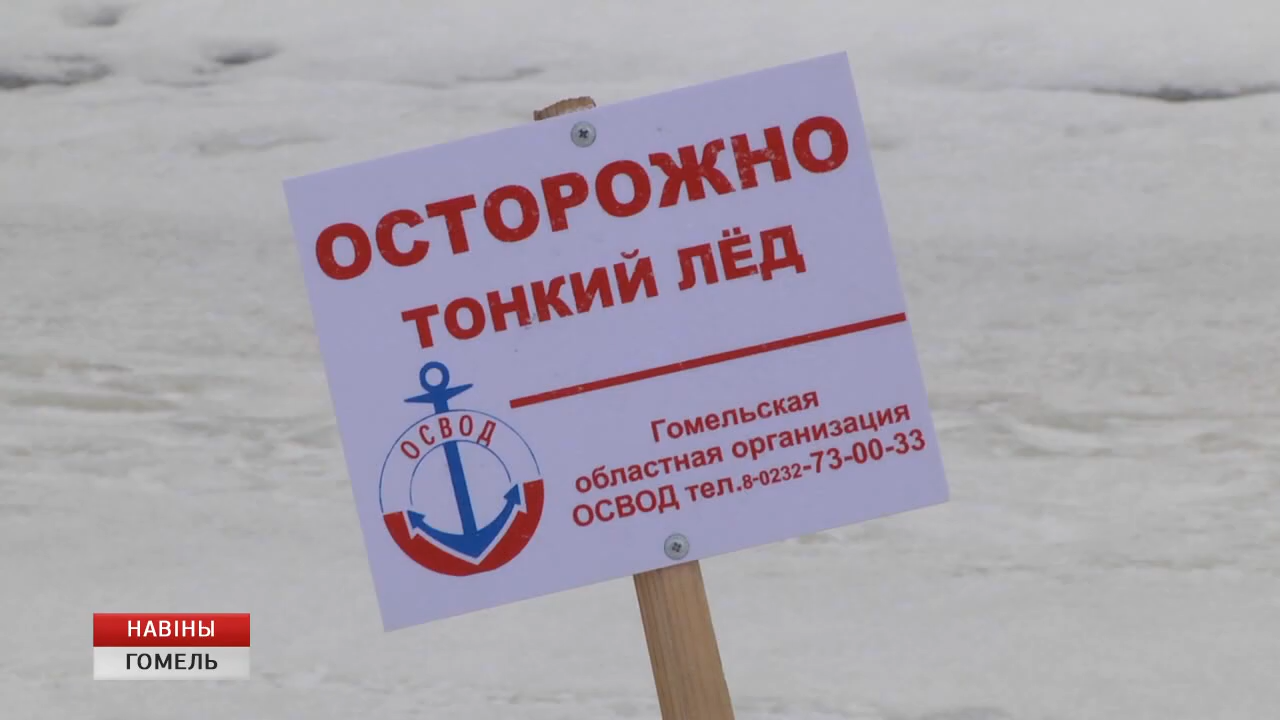 ОСТОРОЖНО
ТОНКИЙ ЛЁД
ОСВОД
Гомельская
областная организация
ОСВОД тел.8-0232-73-00-33
НАВІНЫ
ГОМЕЛЬ